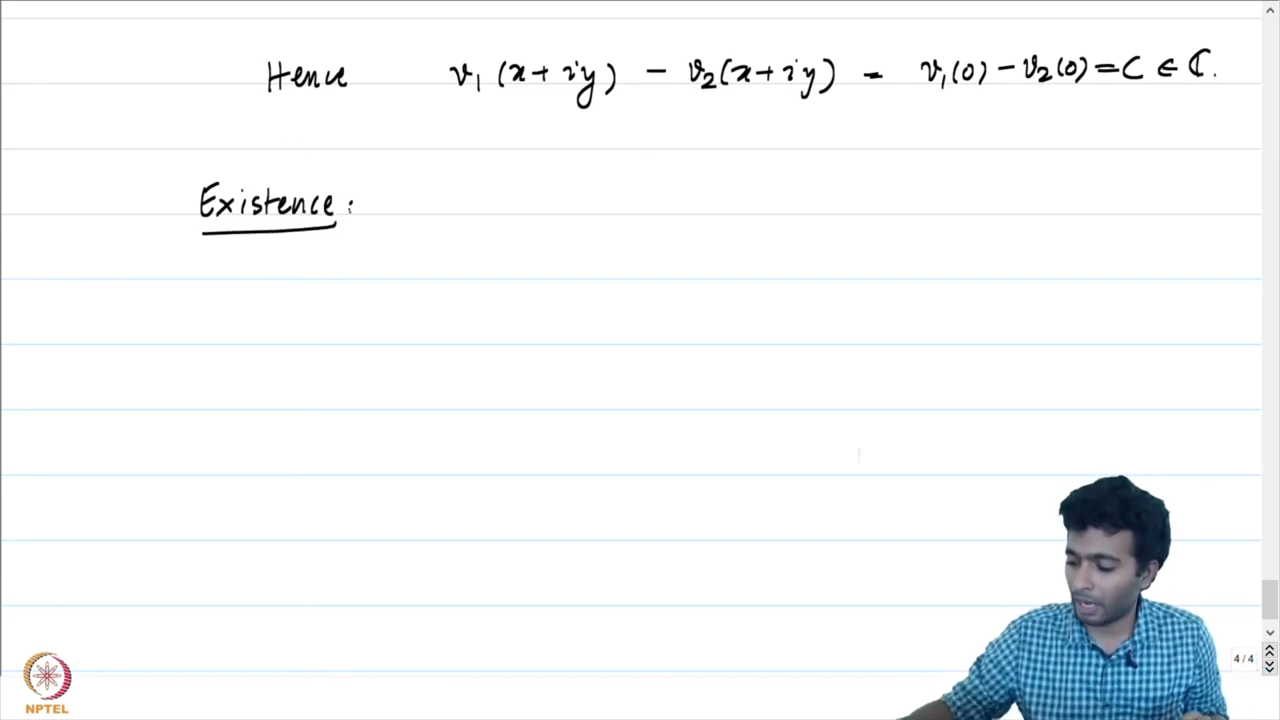 Hence v₁(x+iy) - v₂(x+iy) = v₁(0) - v₂(0) = C ∈ ℂ.
Existence:
4/4
NPTEL